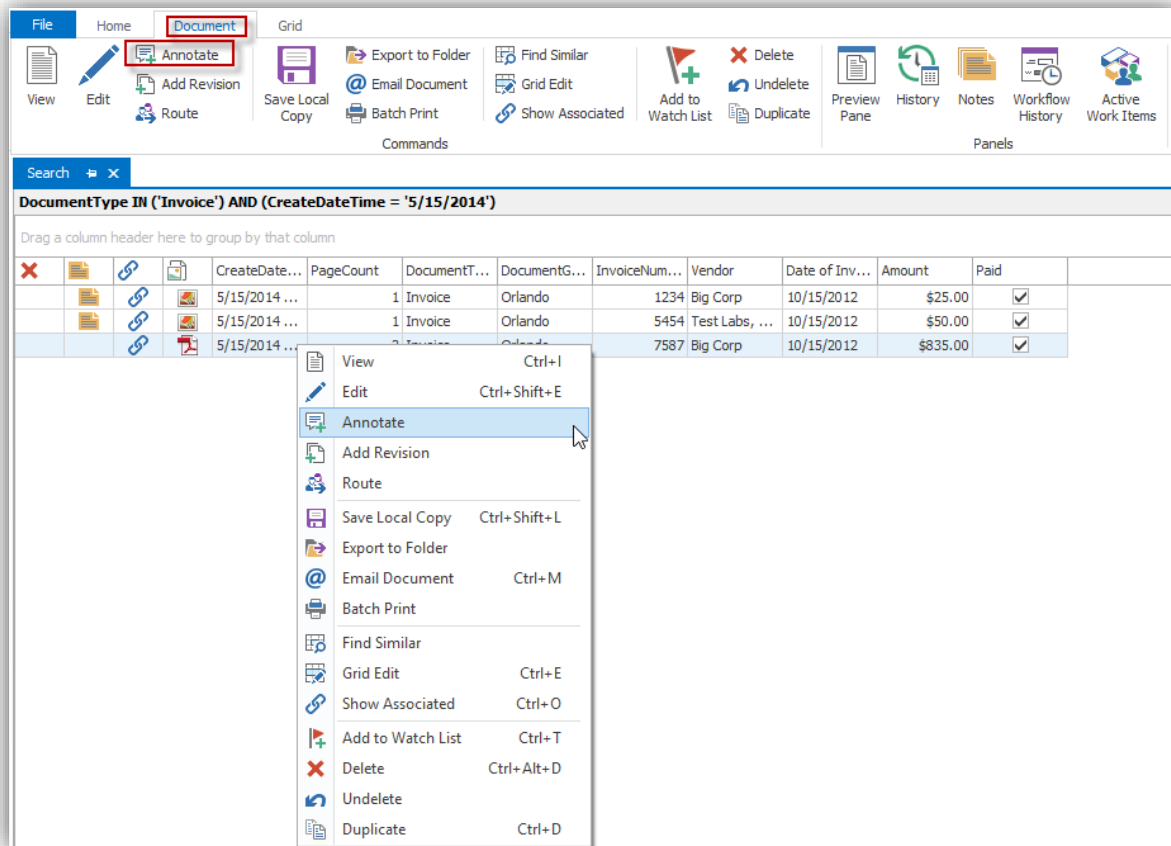 File Home Document Grid
View
Edit
Annotate
Add Revision
Route
Save Local
Copy
Export to Folder
Email Document
Batch Print
Find Similar
Grid Edit
Show Associated
Add to
Watch List
Delete
Undelete
Duplicate
Commands
Preview
Pane
History
Notes
Workflow
History
Active
Work Items
Panels
Search
DocumentType IN ('Invoice') AND (CreateDateTime = '5/15/2014')
Drag a column header here to group by that column
CreateDate... PageCount DocumentT... DocumentG... InvoiceNum... Vendor Date of Inv... Amount Paid
5/15/2014 ... 1 Invoice Orlando 1234 Big Corp 10/15/2012 $25.00
5/15/2014 ... 1 Invoice Orlando 5454 Test Labs, ... 10/15/2012 $50.00
5/15/2014 ... Invoice Orlando 7587 Big Corp 10/15/2012 $835.00
View Ctrl+I
Edit Ctrl+Shift+E
Annotate
Add Revision
Route
Save Local Copy Ctrl+Shift+L
Export to Folder
Email Document Ctrl+M
Batch Print
Find Similar
Grid Edit Ctrl+E
Show Associated Ctrl+O
Add to Watch List Ctrl+T
Delete Ctrl+Alt+D
Undelete
Duplicate Ctrl+D